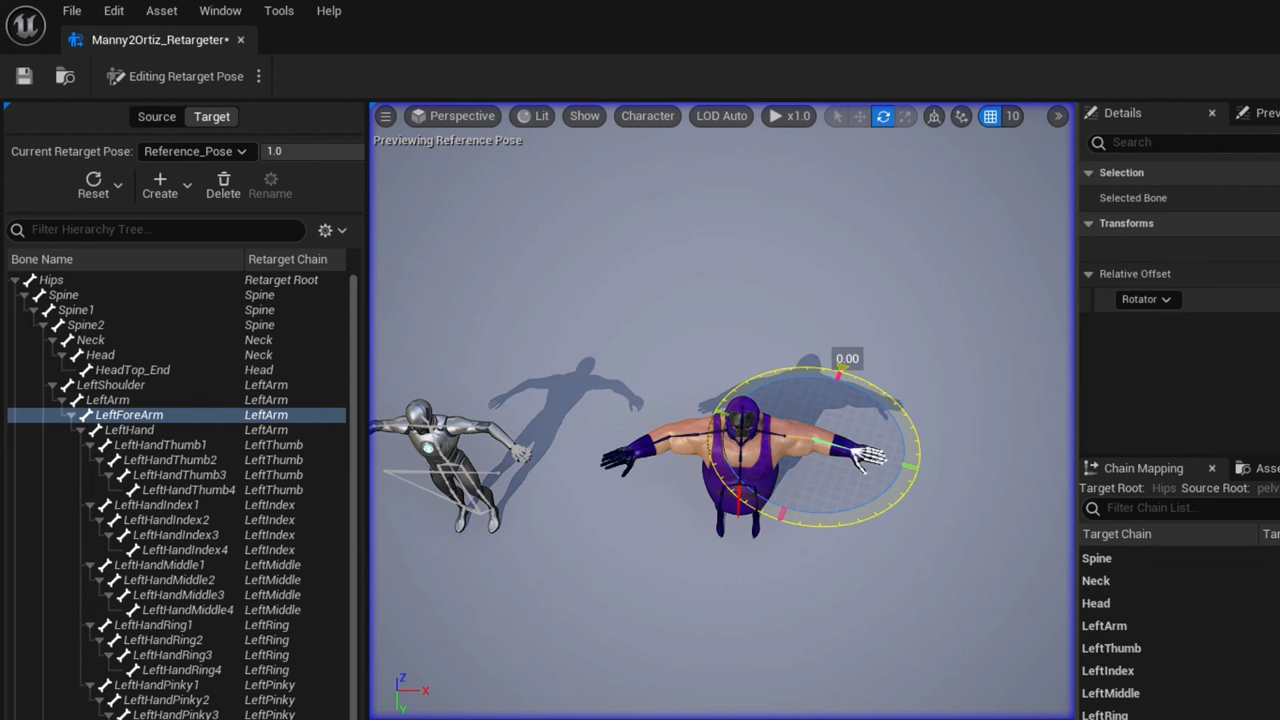 File Edit Asset Window Tools Help
Manny2Ortiz_Retargeter*
Editing Retarget Pose
Source Target
Current Retarget Pose: Reference_Pose 1.0
Reset Create Delete Rename
Filter Hierarchy Tree...
Bone Name Retarget Chain
Hips Retarget Root
Spine Spine
Spine1 Spine
Spine2 Spine
Neck Neck
Head Neck
HeadTop_End Head
LeftShoulder LeftArm
LeftArm LeftArm
LeftForeArm LeftArm
LeftHand LeftArm
LeftHandThumb1 LeftThumb
LeftHandThumb2 LeftThumb
LeftHandThumb3 LeftThumb
LeftHandThumb4 LeftThumb
LeftHandIndex1 LeftIndex
LeftHandIndex2 LeftIndex
LeftHandIndex3 LeftIndex
LeftHandIndex4 LeftIndex
LeftHandMiddle1 LeftMiddle
LeftHandMiddle2 LeftMiddle
LeftHandMiddle3 LeftMiddle
LeftHandMiddle4 LeftMiddle
LeftHandRing1 LeftRing
LeftHandRing2 LeftRing
LeftHandRing3 LeftRing
LeftHandRing4 LeftRing
LeftHandPinky1 LeftPinky
LeftHandPinky2 LeftPinky
LeftHandPinky3 LeftPinky
Perspective Lit Show Character LOD Auto x1.0 10
Previewing Reference Pose
0.00
Z
X
Y
Details Prev
Search
Selection
Selected Bone
Transforms
Relative Offset
Rotator
Chain Mapping Asse
Target Root: Hips Source Root: pelv
Filter Chain List...
Target Chain Tar
Spine
Neck
Head
LeftArm
LeftThumb
LeftIndex
LeftMiddle
LeftRing